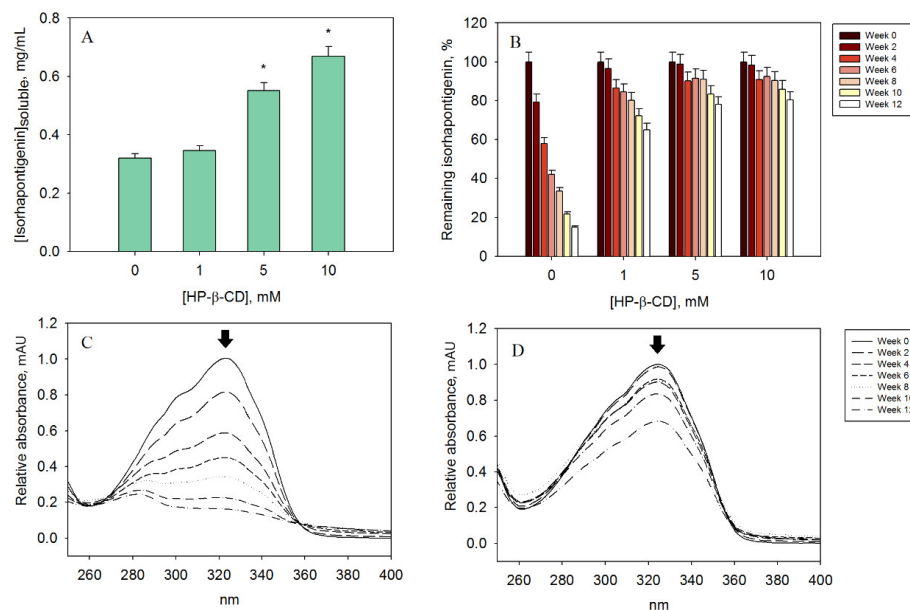 A
[Isorhapontigenin]soluble, mg/mL
0.8
0.6
0.4
0.2
0.0
*
*
0 1 5 10
[HP-β-CD], mM
B
Remaining isorhapontigenin, %
120
100
80
60
40
20
0
0 1 5 10
[HP-β-CD], mM
Week 0
Week 2
Week 4
Week 6
Week 8
Week 10
Week 12
C
Relative absorbance, mAU
1.2
1.0
0.8
0.6
0.4
0.2
0.0
260 280 300 320 340 360 380 400
nm
D
Relative absorbance, mAU
1.2
1.0
0.8
0.6
0.4
0.2
0.0
260 280 300 320 340 360 380 400
nm
Week 0
Week 2
Week 4
Week 6
Week 8
Week 10
Week 12